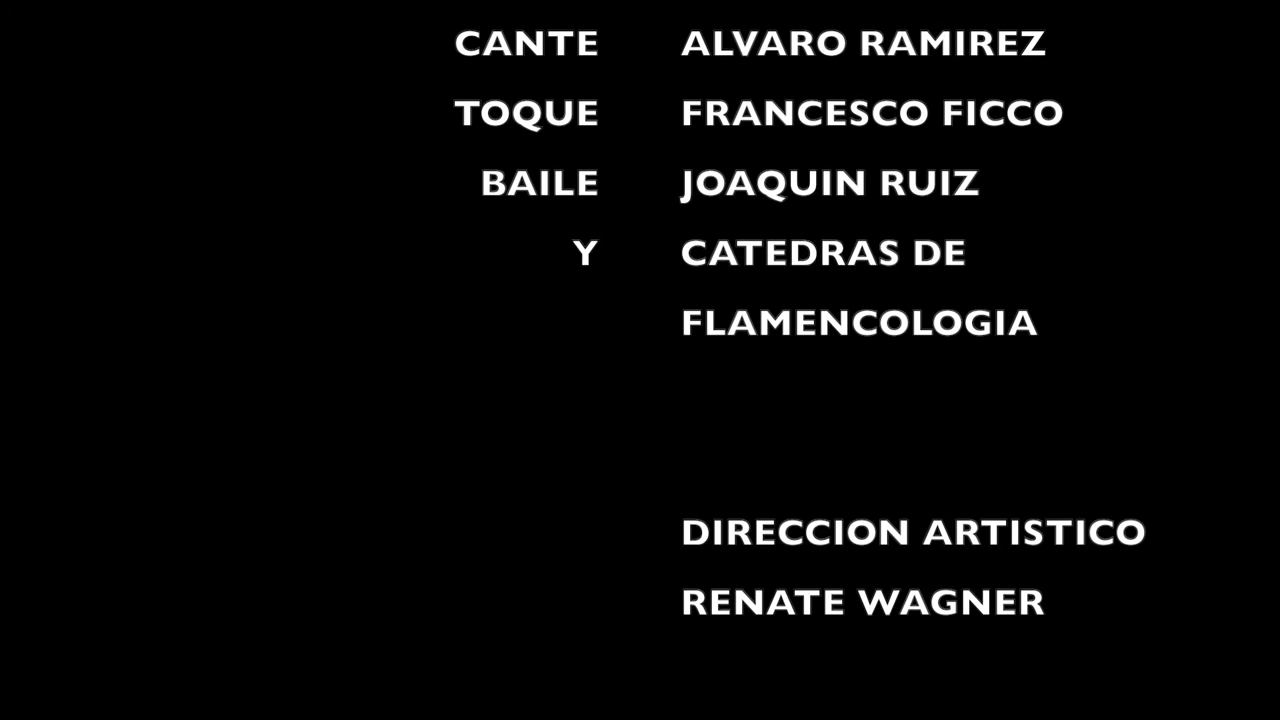 CANTE ALVARO RAMIREZ
TOQUE FRANCESCO FICCO
BAILE JOAQUIN RUIZ
Y CATEDRAS DE
FLAMENCOLOGIA
DIRECCION ARTISTICO
RENATE WAGNER